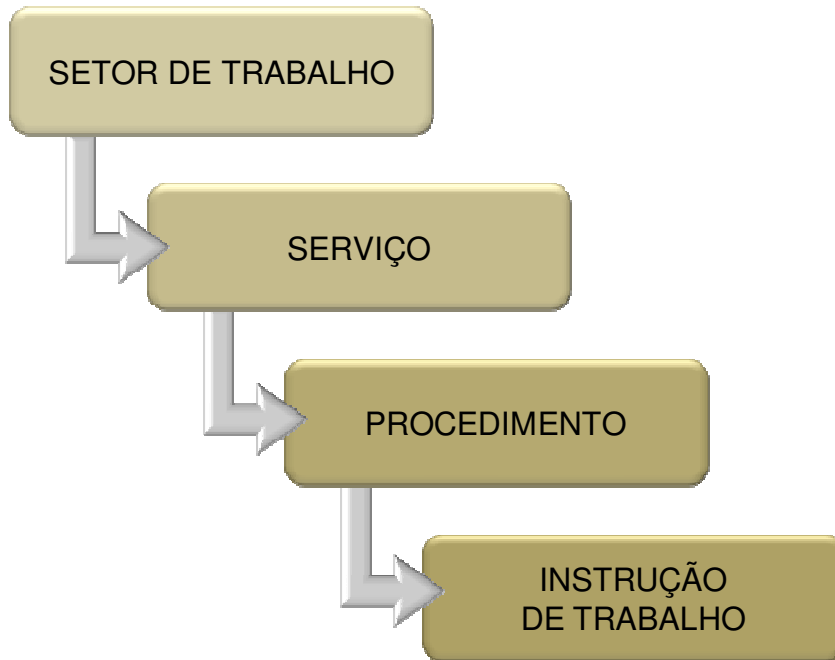 SETOR DE TRABALHO
SERVIÇO
PROCEDIMENTO
INSTRUÇÃO
DE TRABALHO